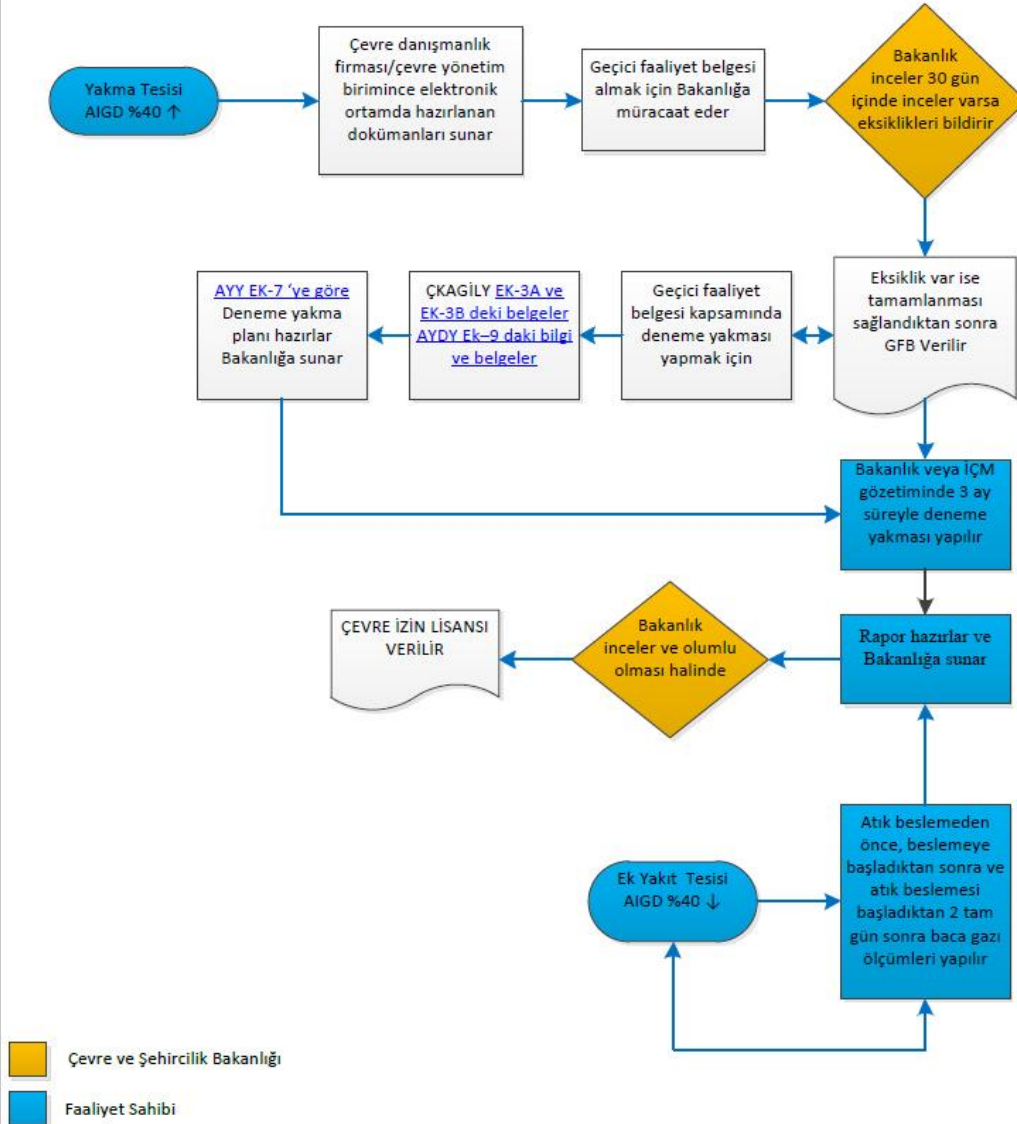 Yakma Tesisi
AIGD %40 ↑
Çevre danışmanlık
firması/çevre yönetim
birimince elektronik
ortamda hazırlanan
dokümanları sunar
Geçici faaliyet belgesi
almak için Bakanlığa
müracaat eder
Bakanlık
inceler 30 gün
içinde inceler varsa
eksiklikleri bildirir
AYY EK-7 ‘ye göre
Deneme yakma
planı hazırlar
Bakanlığa sunar
ÇKAGİLY EK-3A ve
EK-3B deki belgeler
AYDY Ek–9 daki bilgi
ve belgeler
Geçici faaliyet
belgesi kapsamında
deneme yakması
yapmak için
Eksiklik var ise
tamamlanması
sağlandıktan sonra
GFB Verilir
Bakanlık veya İÇM
gözetiminde 3 ay
süreyle deneme
yakması yapılır
ÇEVRE İZİN LİSANSI
VERİLİR
Bakanlık
inceler ve olumlu
olması halinde
Rapor hazırlar ve
Bakanlığa sunar
Ek Yakıt Tesisi
AIGD %40 ↓
Atık beslemeden
önce, beslemeye
başladıktan sonra ve
atık beslemesi
başladıktan 2 tam
gün sonra baca gazı
ölçümleri yapılır
Çevre ve Şehircilik Bakanlığı
Faaliyet Sahibi